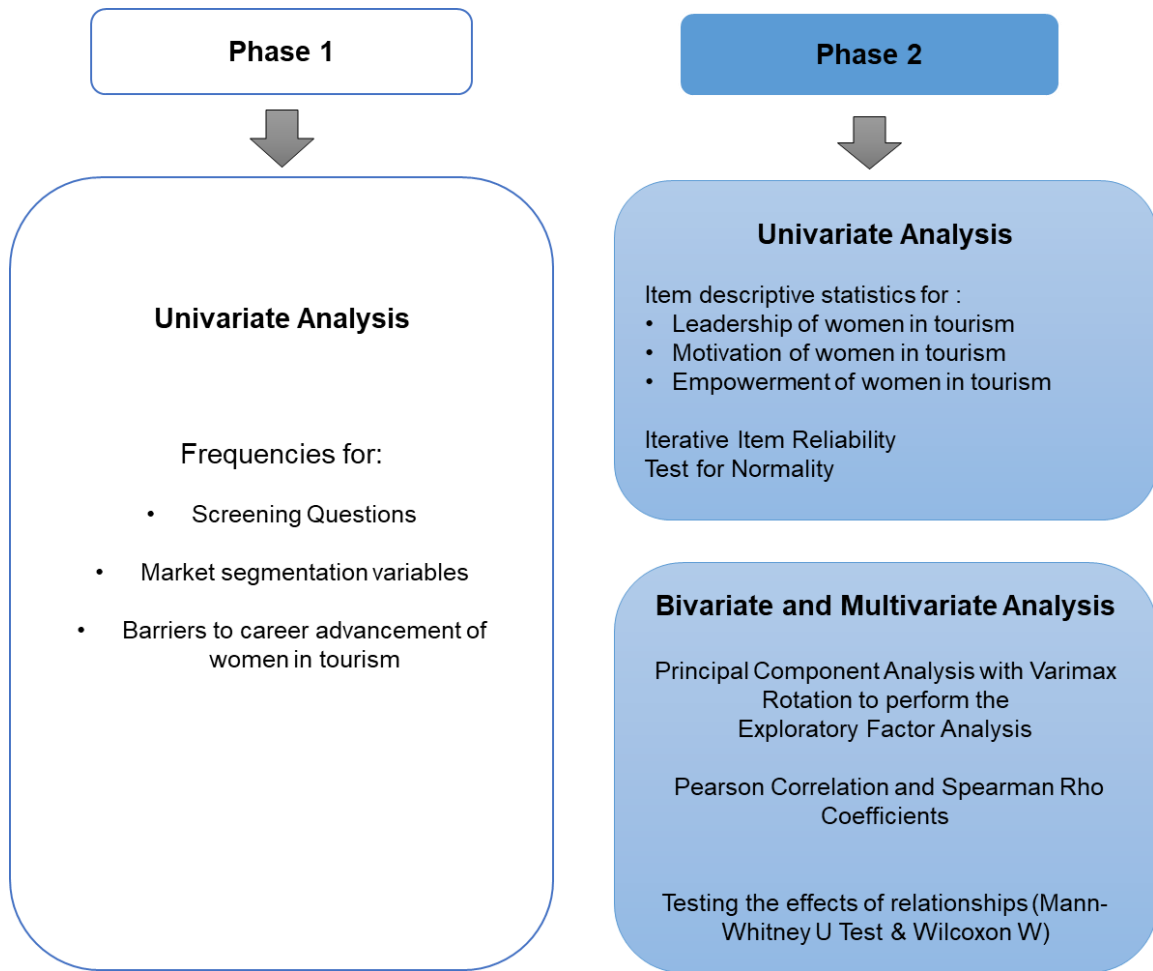 Phase 1
Univariate Analysis
Frequencies for:
• Screening Questions
• Market segmentation variables
• Barriers to career advancement of
women in tourism
Phase 2
Univariate Analysis
Item descriptive statistics for :
• Leadership of women in tourism
• Motivation of women in tourism
• Empowerment of women in tourism
Iterative Item Reliability
Test for Normality
Bivariate and Multivariate Analysis
Principal Component Analysis with Varimax
Rotation to perform the
Exploratory Factor Analysis
Pearson Correlation and Spearman Rho
Coefficients
Testing the effects of relationships (Mann-
Whitney U Test & Wilcoxon W)